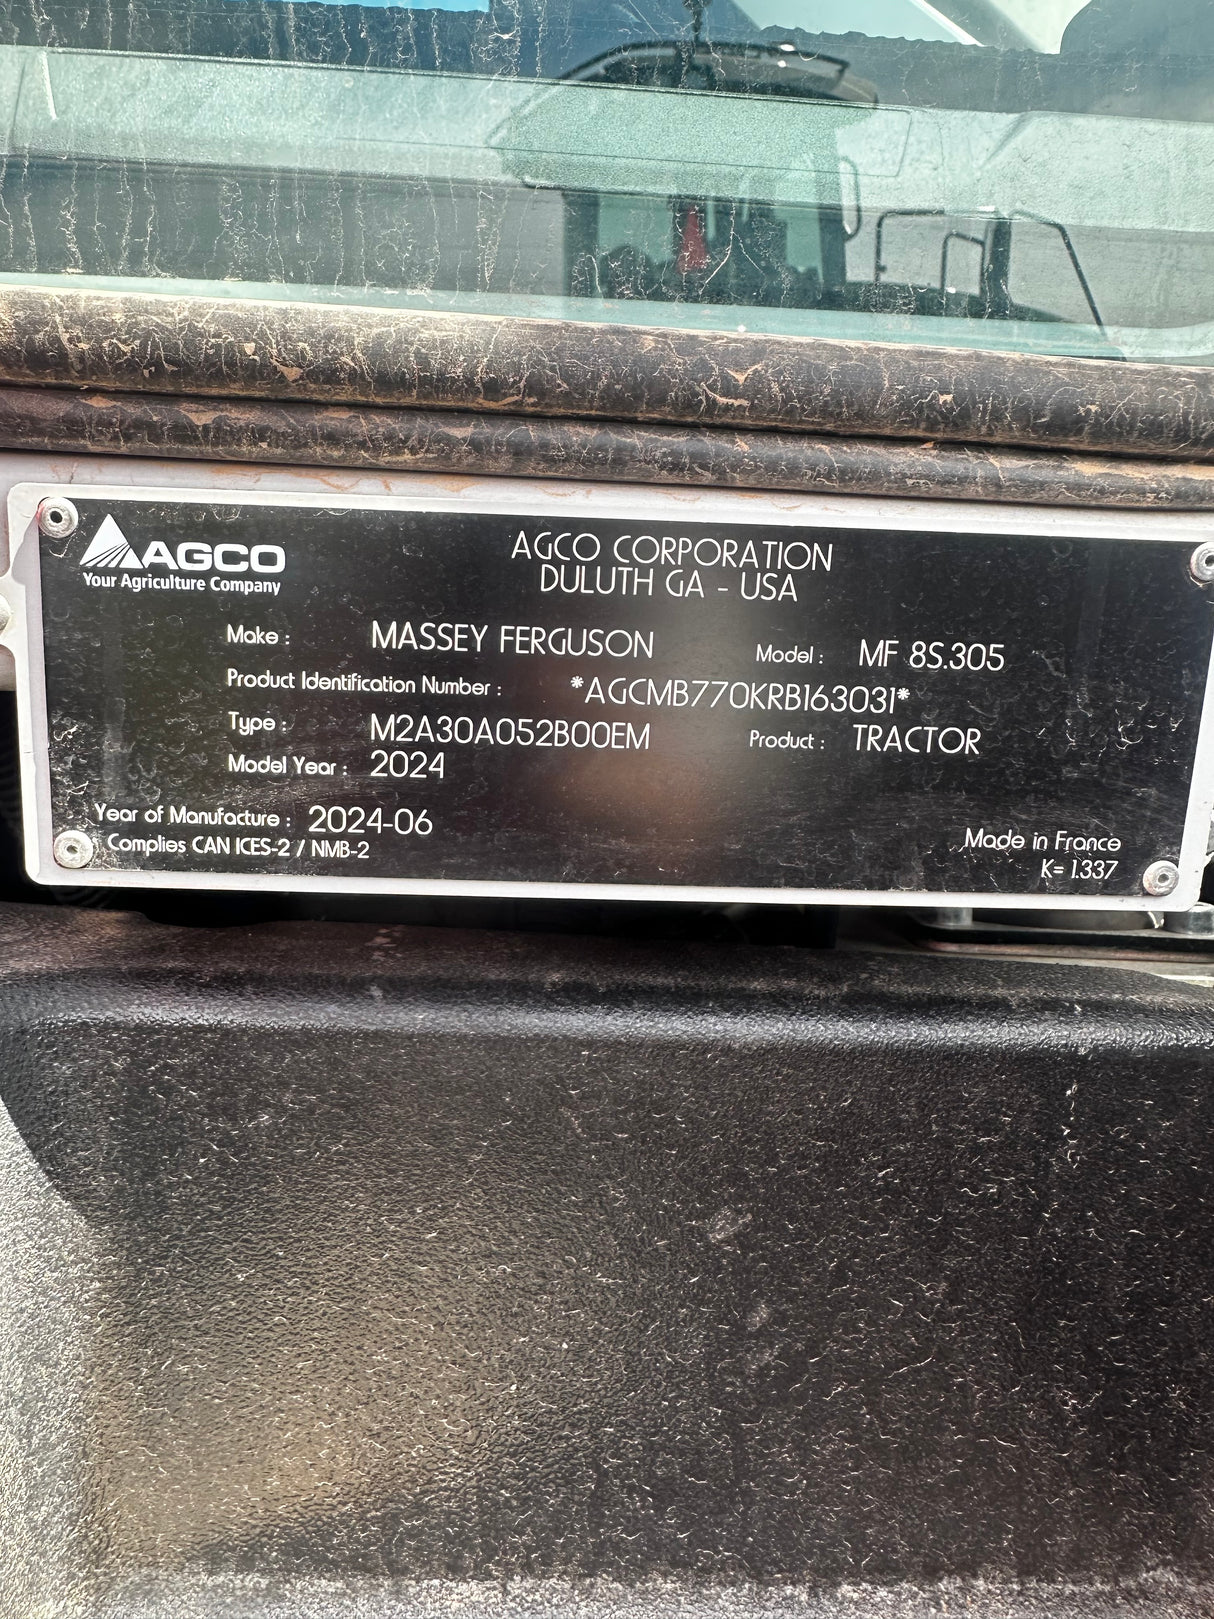 AGCO
Your Agriculture Company
AGCO CORPORATION
DULUTH GA - USA
Make : MASSEY FERGUSON Model : MF 8S.305
Product Identification Number : *AGCMB770KRB163031*
Type : M2A30A052B00EM Product : TRACTOR
Model Year : 2024
Year of Manufacture : 2024-06
Complies CAN ICES-2 / NMB-2
Made in France
K= 1.337